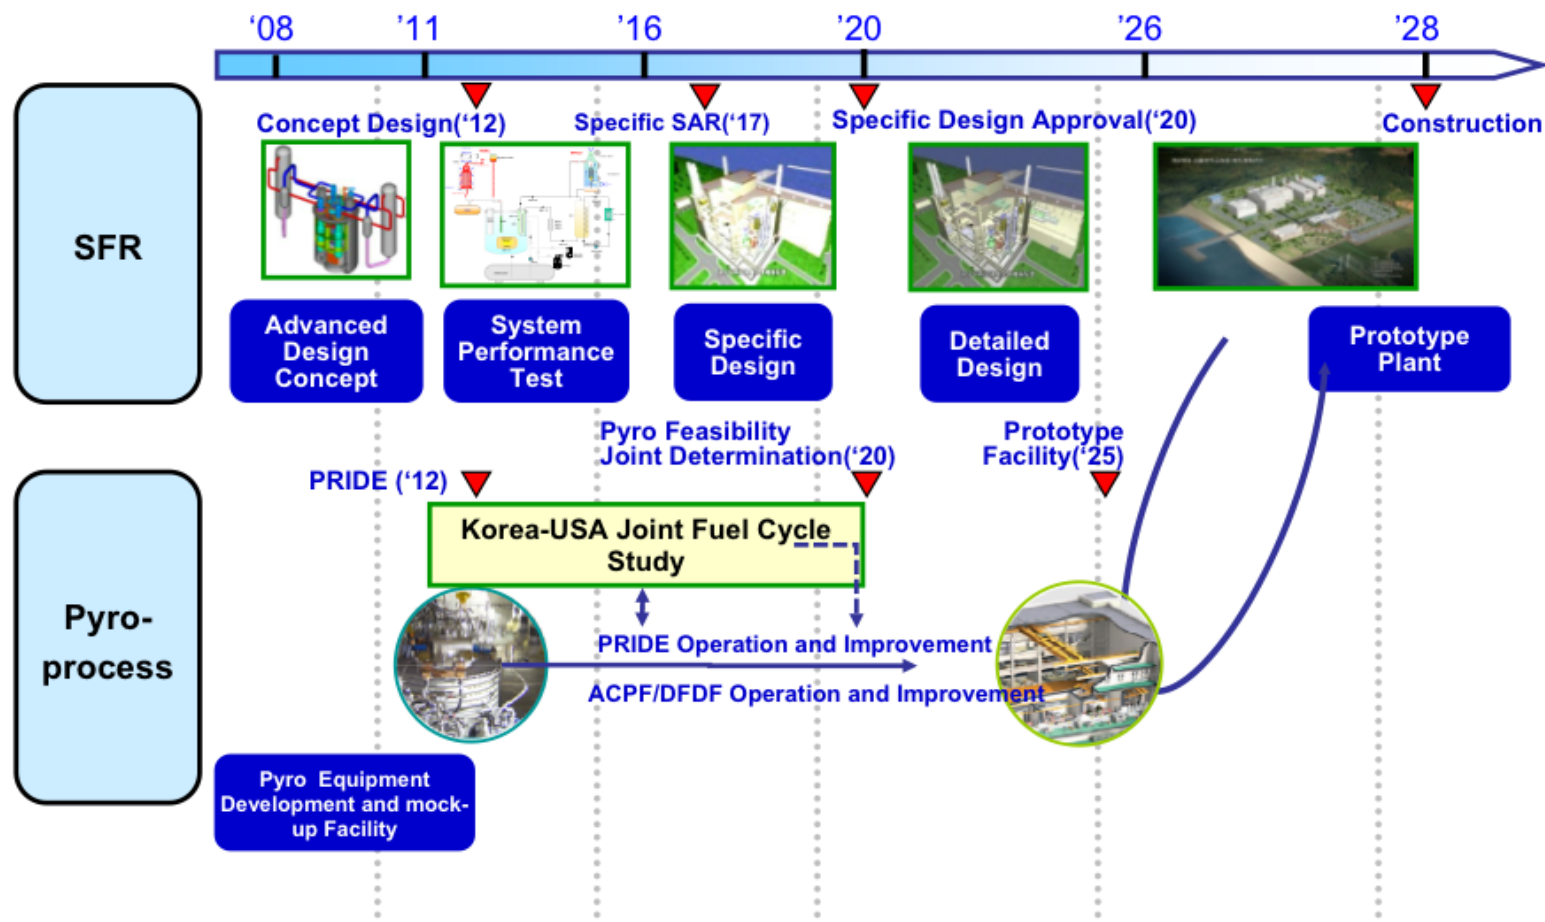 ‘08 ’11 ’16 ’20 ’26 ’28
Concept Design(‘12) Specific SAR(‘17) Specific Design Approval(‘20) Construction
SFR
Advanced
Design
Concept
System
Performance
Test
Specific
Design
Detailed
Design
Prototype
Plant
Pyro Feasibility
Joint Determination(‘20)
Prototype
Facility(‘25)
PRIDE (‘12)
Korea-USA Joint Fuel Cycle
Study
Pyro-
process
PRIDE Operation and Improvement
ACPF/DFDF Operation and Improvement
Pyro Equipment
Development and mock-
up Facility